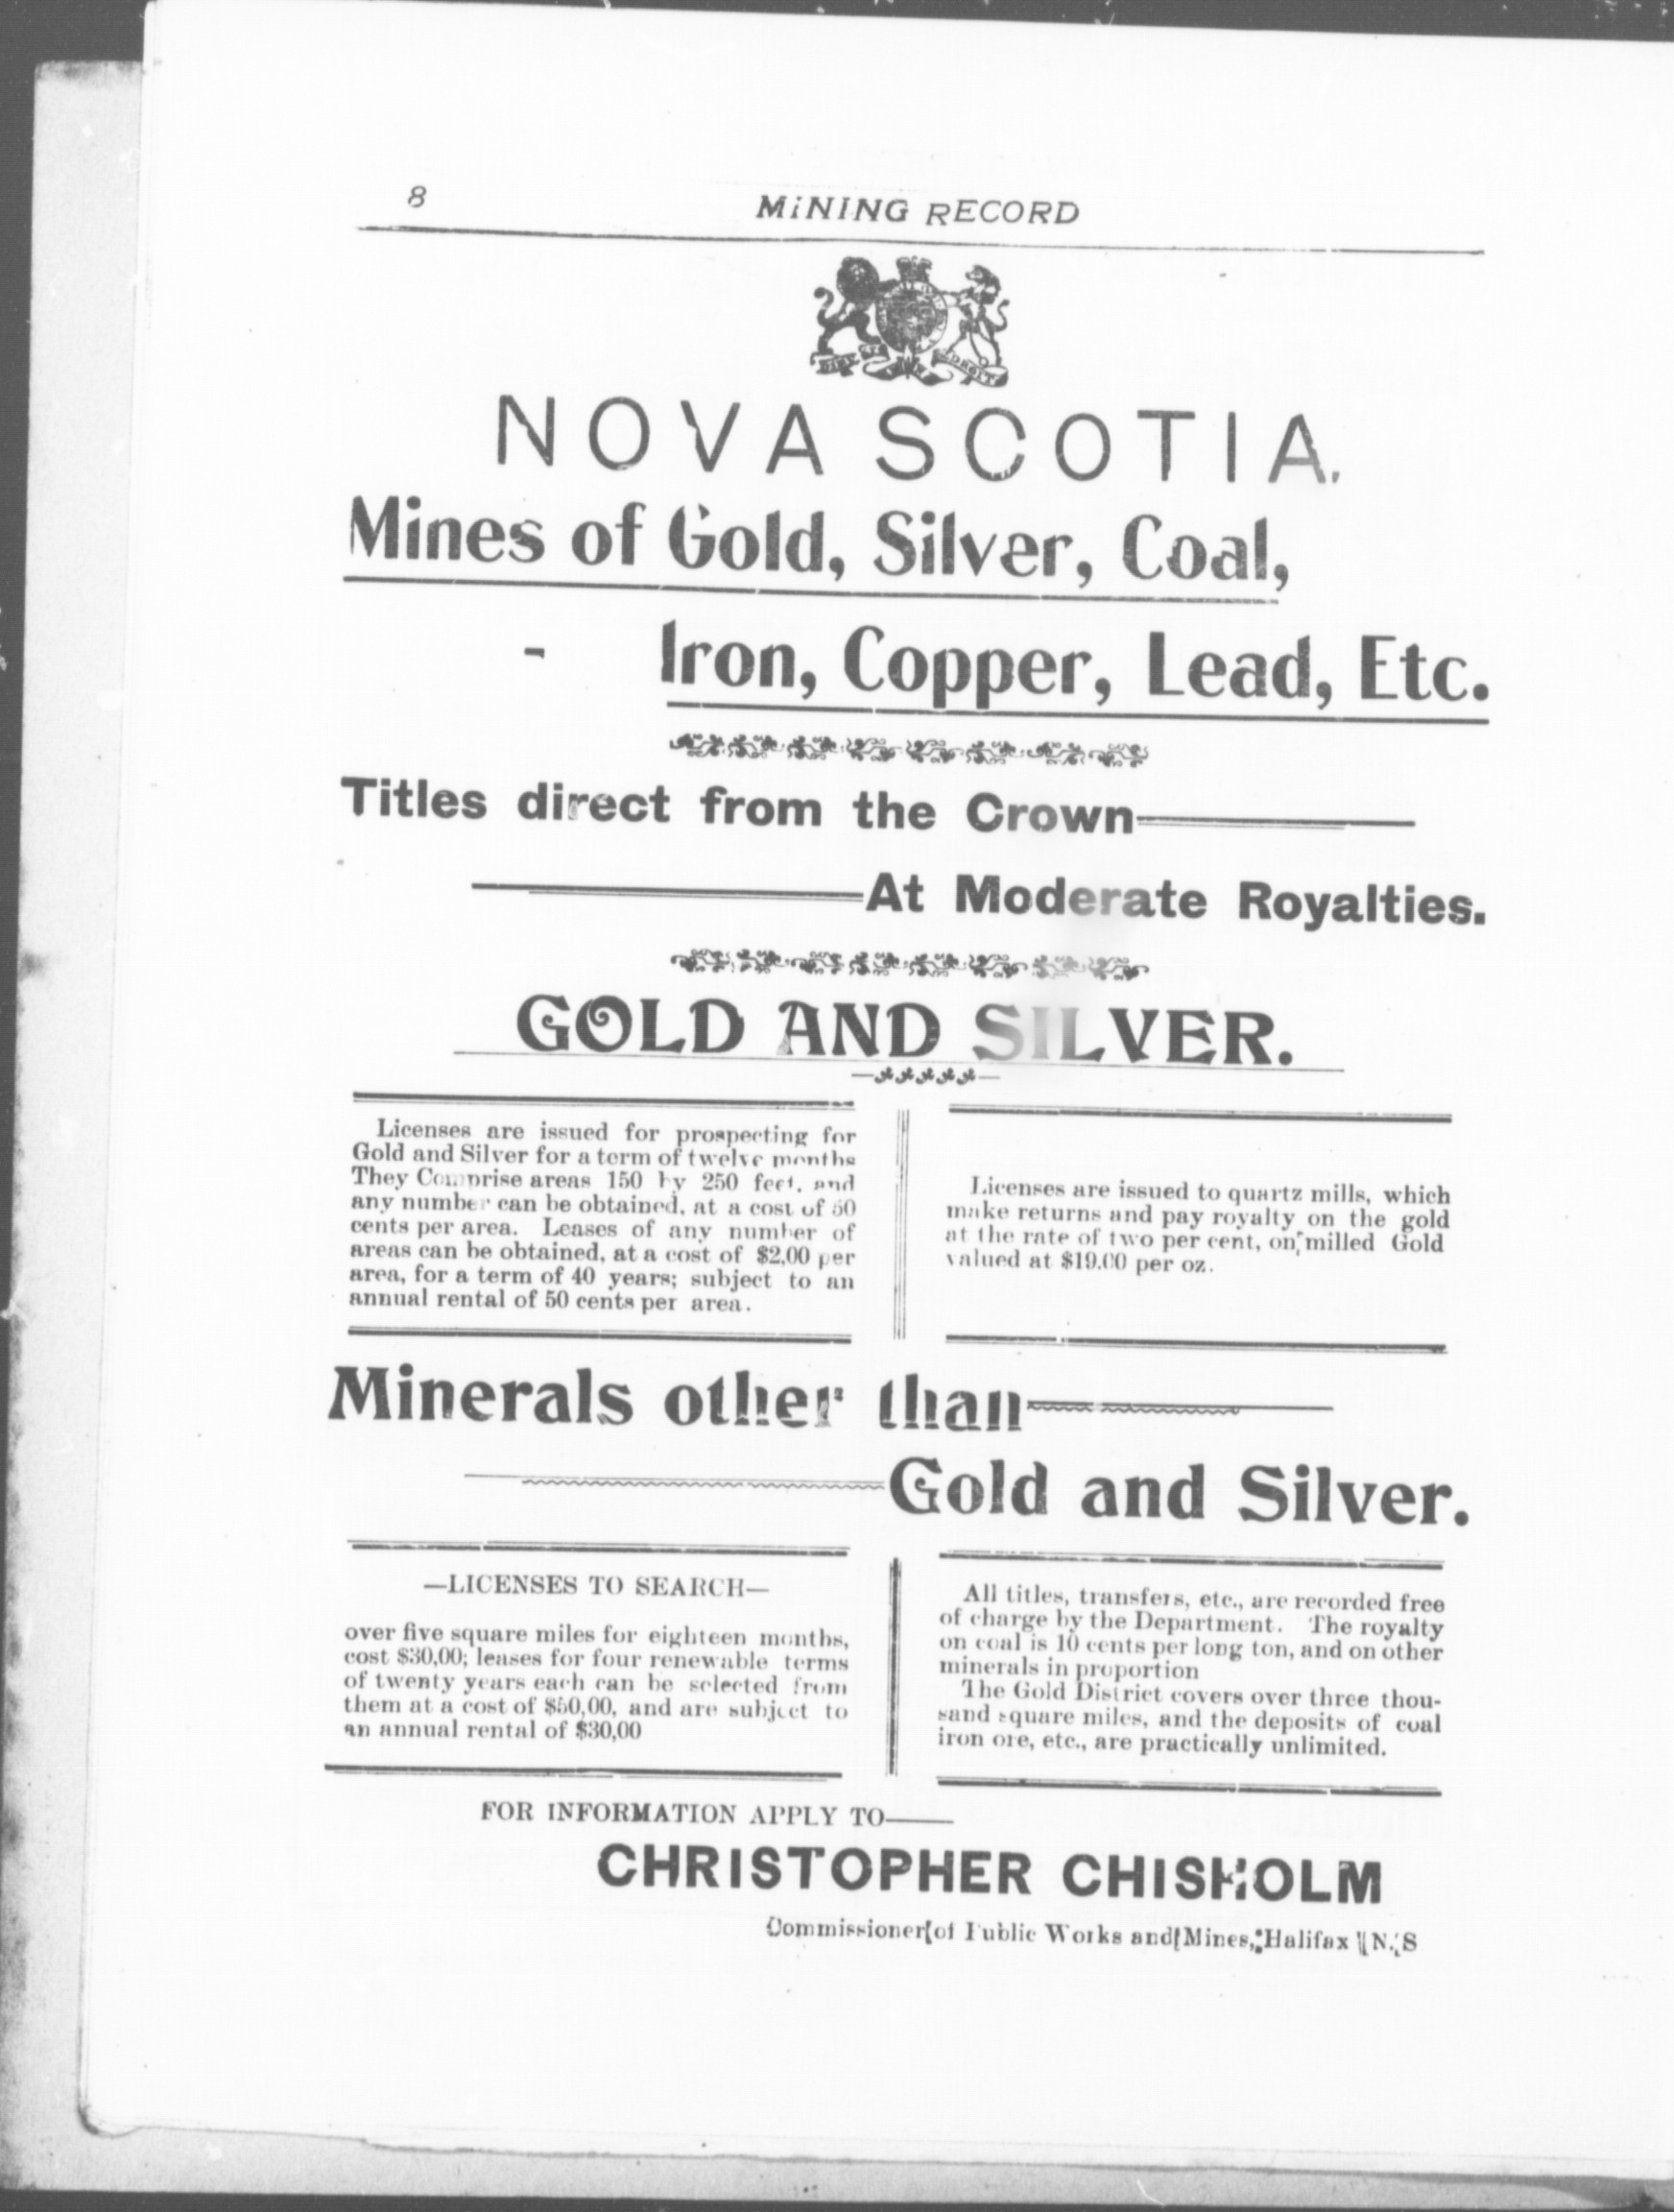 8
MINING RECORD
DIEU ET
DROIT
NOVA SCOTIA.
Mines of Gold, Silver, Coal,
- Iron, Copper, Lead, Etc.
Titles direct from the Crown
At Moderate Royalties.
GOLD AND SILVER.
Licenses are issued for prospecting for
Gold and Silver for a term of twelve months
They Comprise areas 150 by 250 feet. and
any number can be obtained, at a cost of 50
cents per area. Leases of any number of
areas can be obtained, at a cost of $2,00 per
area, for a term of 40 years; subject to an
annual rental of 50 cents per area.
Licenses are issued to quartz mills, which
make returns and pay royalty on the gold
at the rate of two per cent, on milled Gold
valued at $19.00 per oz.
Minerals other than
Gold and Silver.
—LICENSES TO SEARCH—
over five square miles for eighteen months,
cost $30,00; leases for four renewable terms
of twenty years each can be selected from
them at a cost of $50,00, and are subject to
an annual rental of $30,00
All titles, transfers, etc., are recorded free
of charge by the Department. The royalty
on coal is 10 cents per long ton, and on other
minerals in proportion
The Gold District covers over three thou-
sand square miles, and the deposits of coal
iron ore, etc., are practically unlimited.
FOR INFORMATION APPLY TO——
CHRISTOPHER CHISHOLM
Commissioner of Public Works and Mines, Halifax N. S